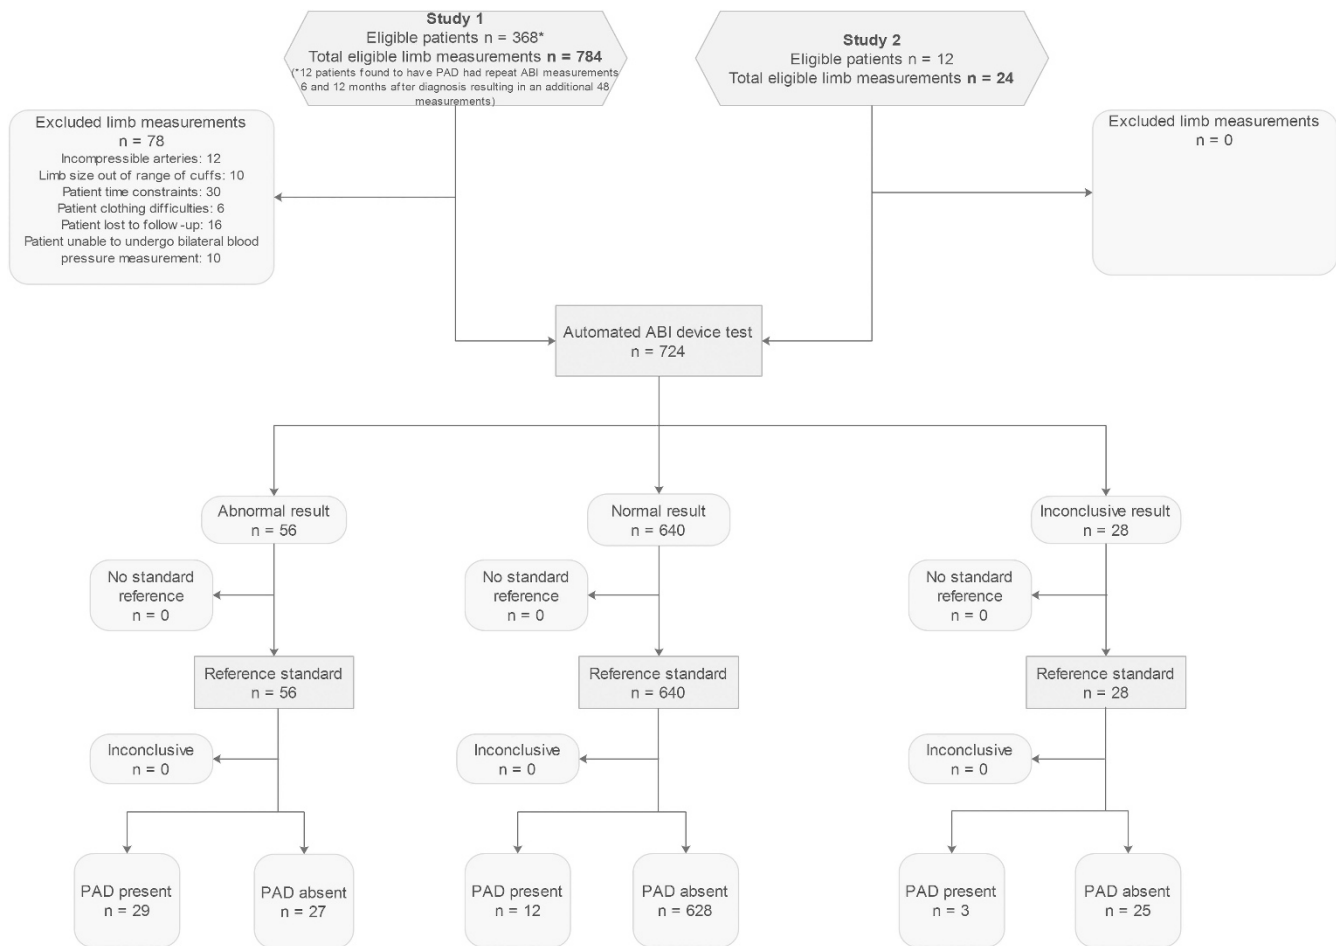 Study 1
Eligible patients n = 368*
Total eligible limb measurements n = 784
(*12 patients found to have PAD had repeat ABI measurements
6 and 12 months after diagnosis resulting in an additional 48
measurements)
Study 2
Eligible patients n = 12
Total eligible limb measurements n = 24
Excluded limb measurements
n = 78
Incompressible arteries: 12
Limb size out of range of cuffs: 10
Patient time constraints: 30
Patient clothing difficulties: 6
Patient lost to follow-up: 16
Patient unable to undergo bilateral blood
pressure measurement: 10
Excluded limb measurements
n = 0
Automated ABI device test
n = 724
Abnormal result
n = 56
Normal result
n = 640
Inconclusive result
n = 28
No standard
reference
n = 0
No standard
reference
n = 0
No standard
reference
n = 0
Reference standard
n = 56
Reference standard
n = 640
Reference standard
n = 28
Inconclusive
n = 0
Inconclusive
n = 0
Inconclusive
n = 0
PAD present
n = 29
PAD absent
n = 27
PAD present
n = 12
PAD absent
n = 628
PAD present
n = 3
PAD absent
n = 25